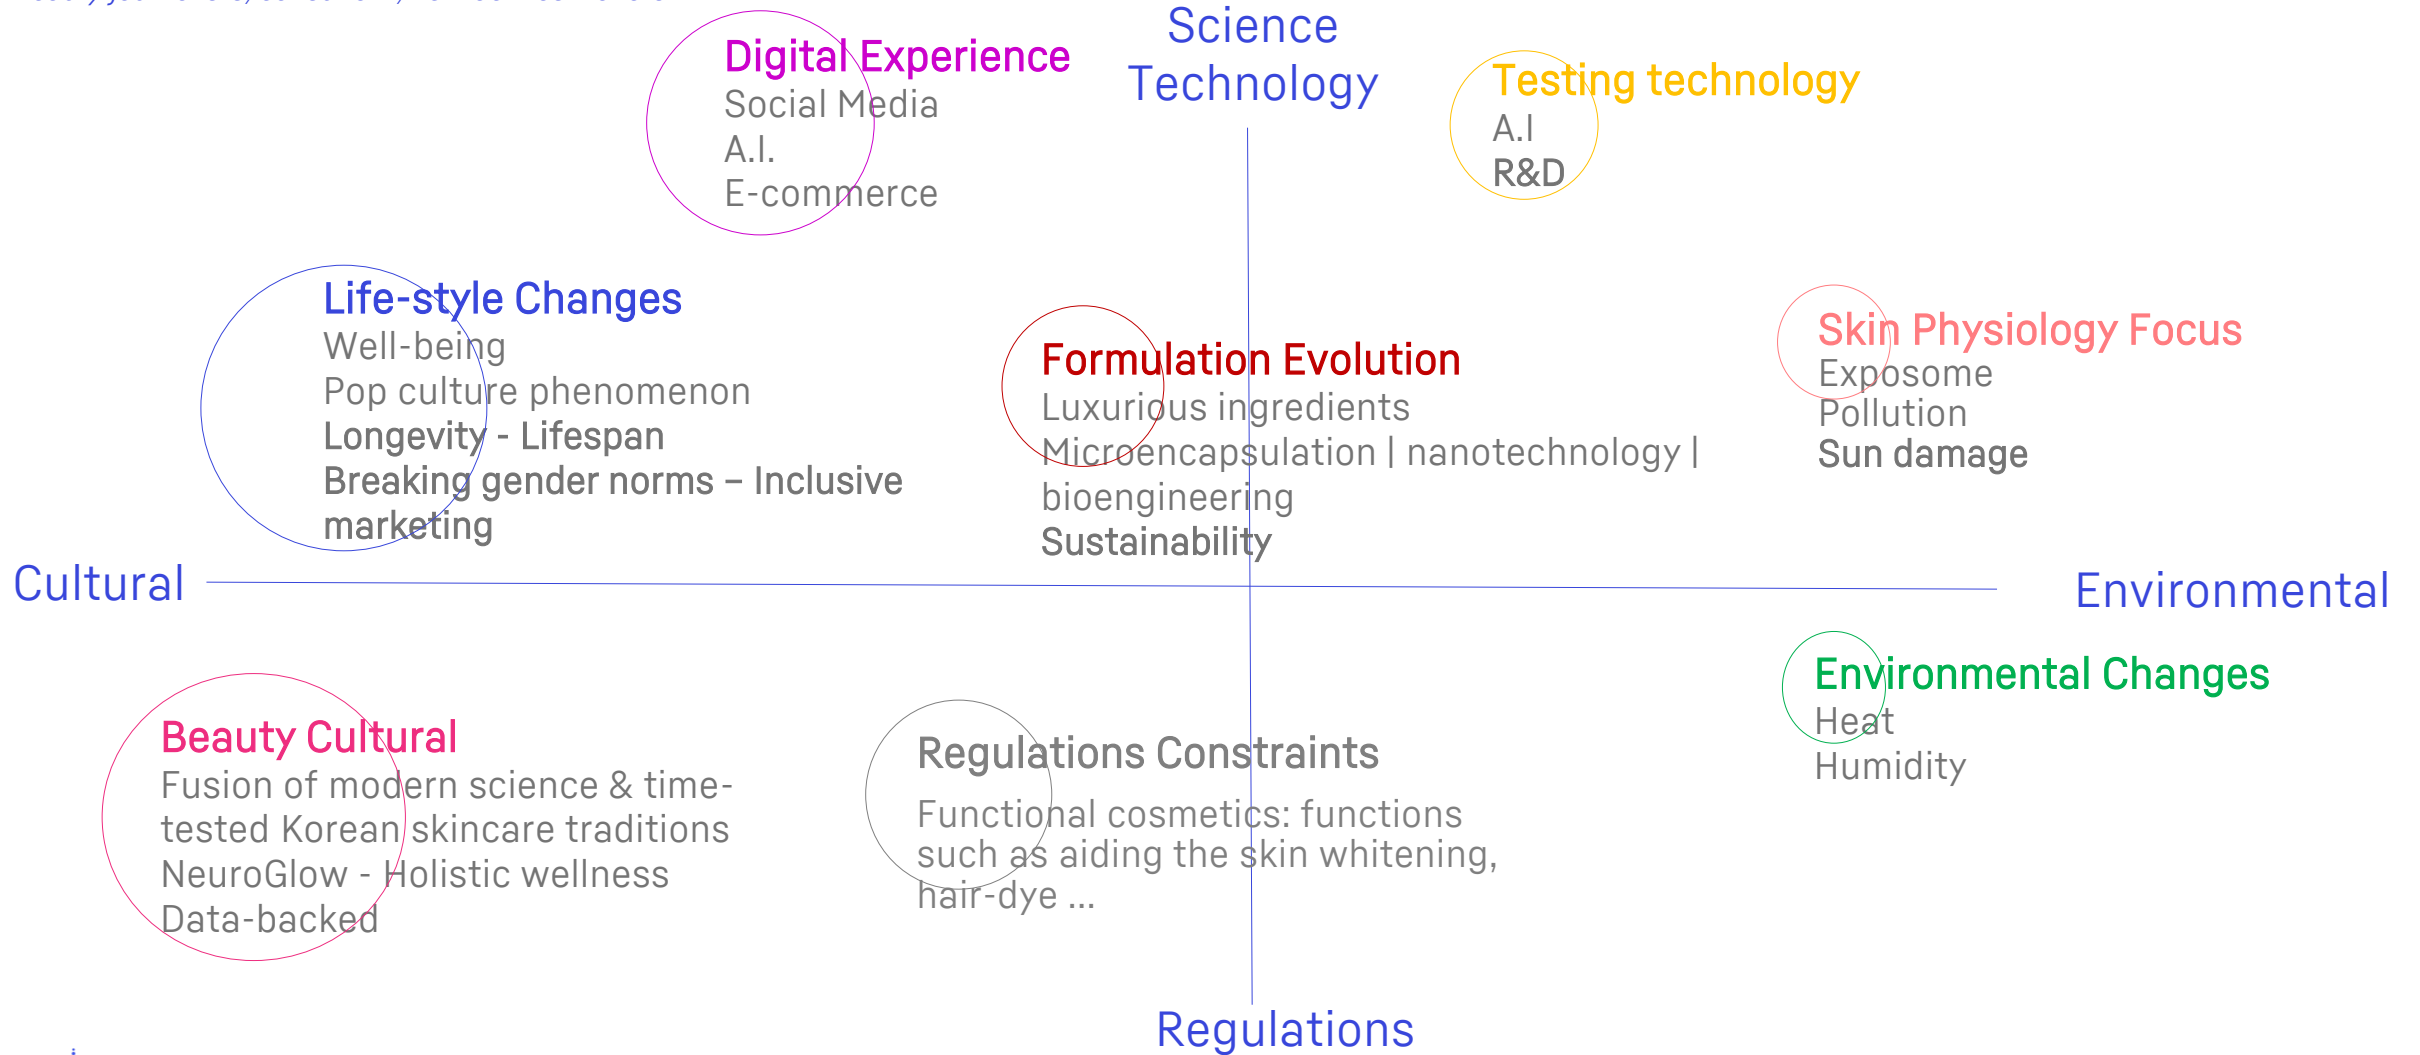 Science
Technology
Digital Experience
Social Media
A.I.
E-commerce
Testing technology
A.I
R&D
Life-style Changes
Well-being
Pop culture phenomenon
Longevity - Lifespan
Breaking gender norms – Inclusive
marketing
Formulation Evolution
Luxurious ingredients
Microencapsulation | nanotechnology |
bioengineering
Sustainability
Skin Physiology Focus
Exposome
Pollution
Sun damage
Cultural
Environmental
Beauty Cultural
Fusion of modern science & time-
tested Korean skincare traditions
NeuroGlow - Holistic wellness
Data-backed
Regulations Constraints
Functional cosmetics: functions
such as aiding the skin whitening,
hair-dye ...
Environmental Changes
Heat
Humidity
Regulations